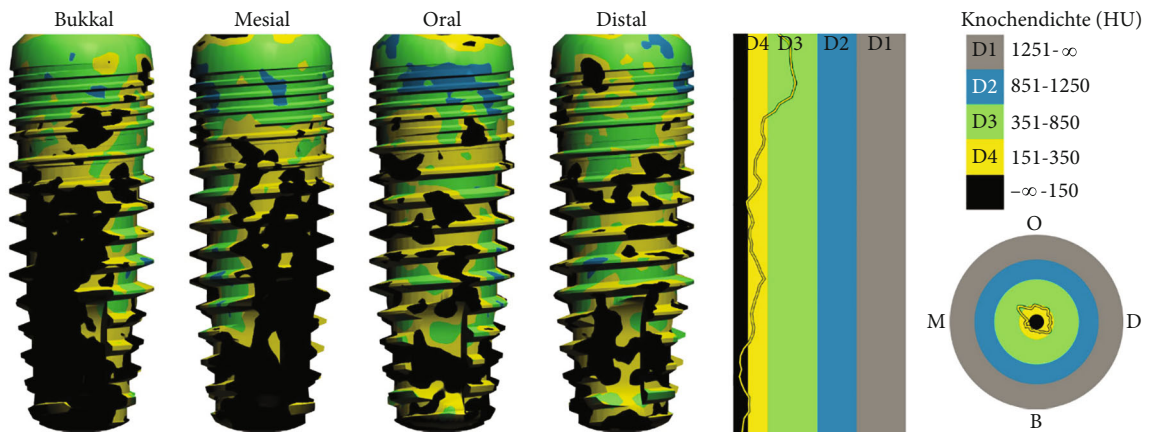 Bukkal
Mesial
Oral
Distal
D4 D3 D2 D1
Knochendichte (HU)
D1 1251-∞
D2 851-1250
D3 351-850
D4 151-350
−∞-150
O
M
D
B